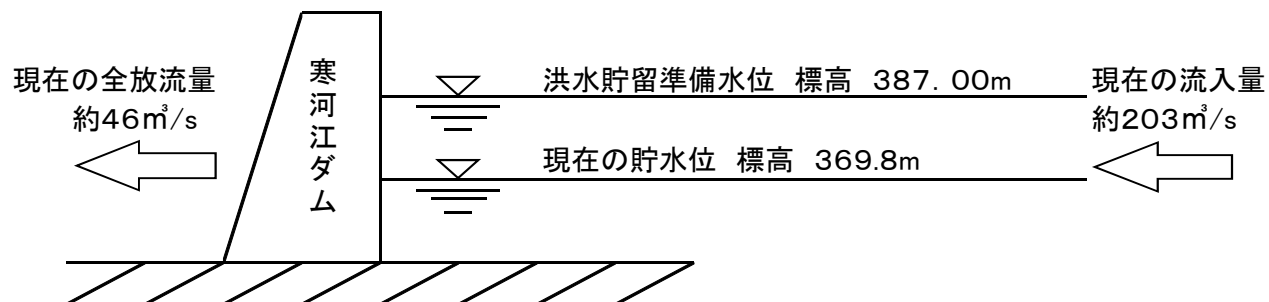 現在の全放流量
約46㎥/s
寒河江ダム
洪水貯留準備水位 標高 387.00m
現在の貯水位 標高 369.8m
現在の流入量
約203㎥/s